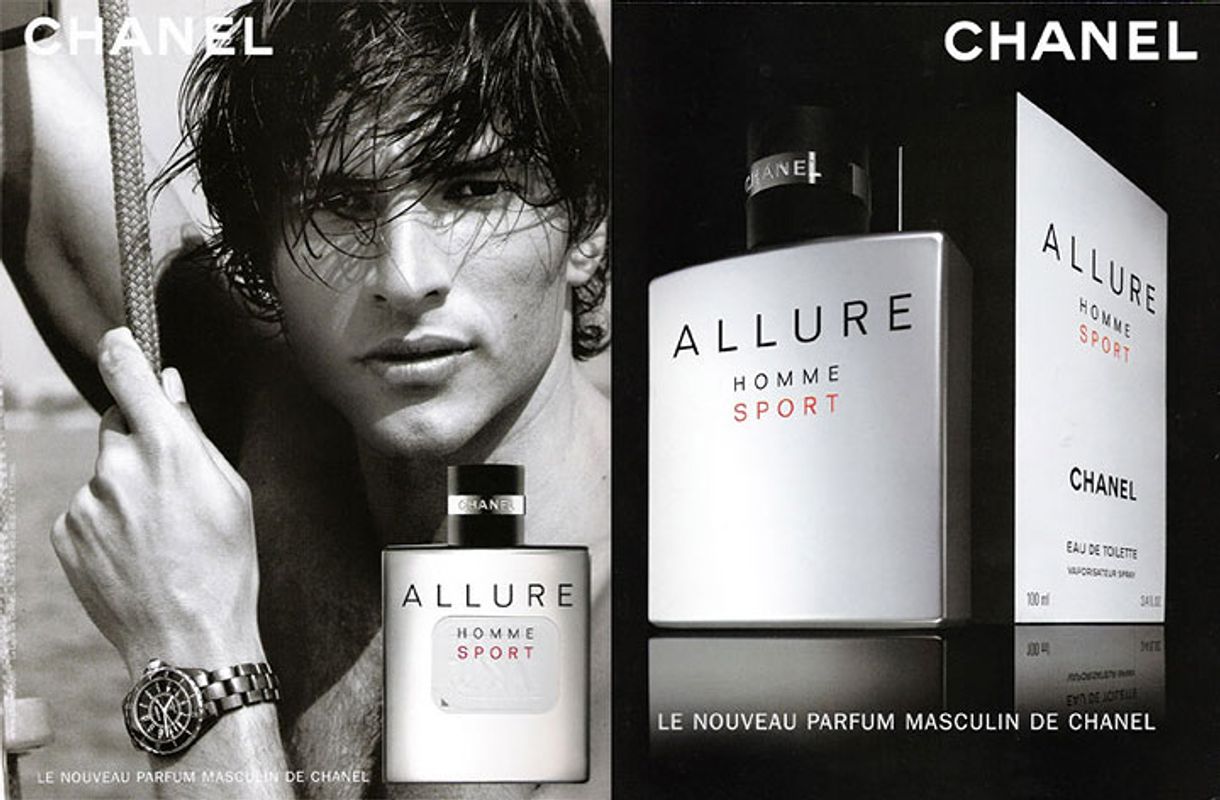 CHANEL
CHANEL
ALLURE
HOMME
SPORT
LE NOUVEAU PARFUM MASCULIN DE CHANEL
CHANEL
CHANEL
ALLURE
HOMME
SPORT
ALLURE
HOMME
SPORT
CHANEL
EAU DE TOILETTE
VAPORISATEUR SPRAY
100 ml
LE NOUVEAU PARFUM MASCULIN DE CHANEL